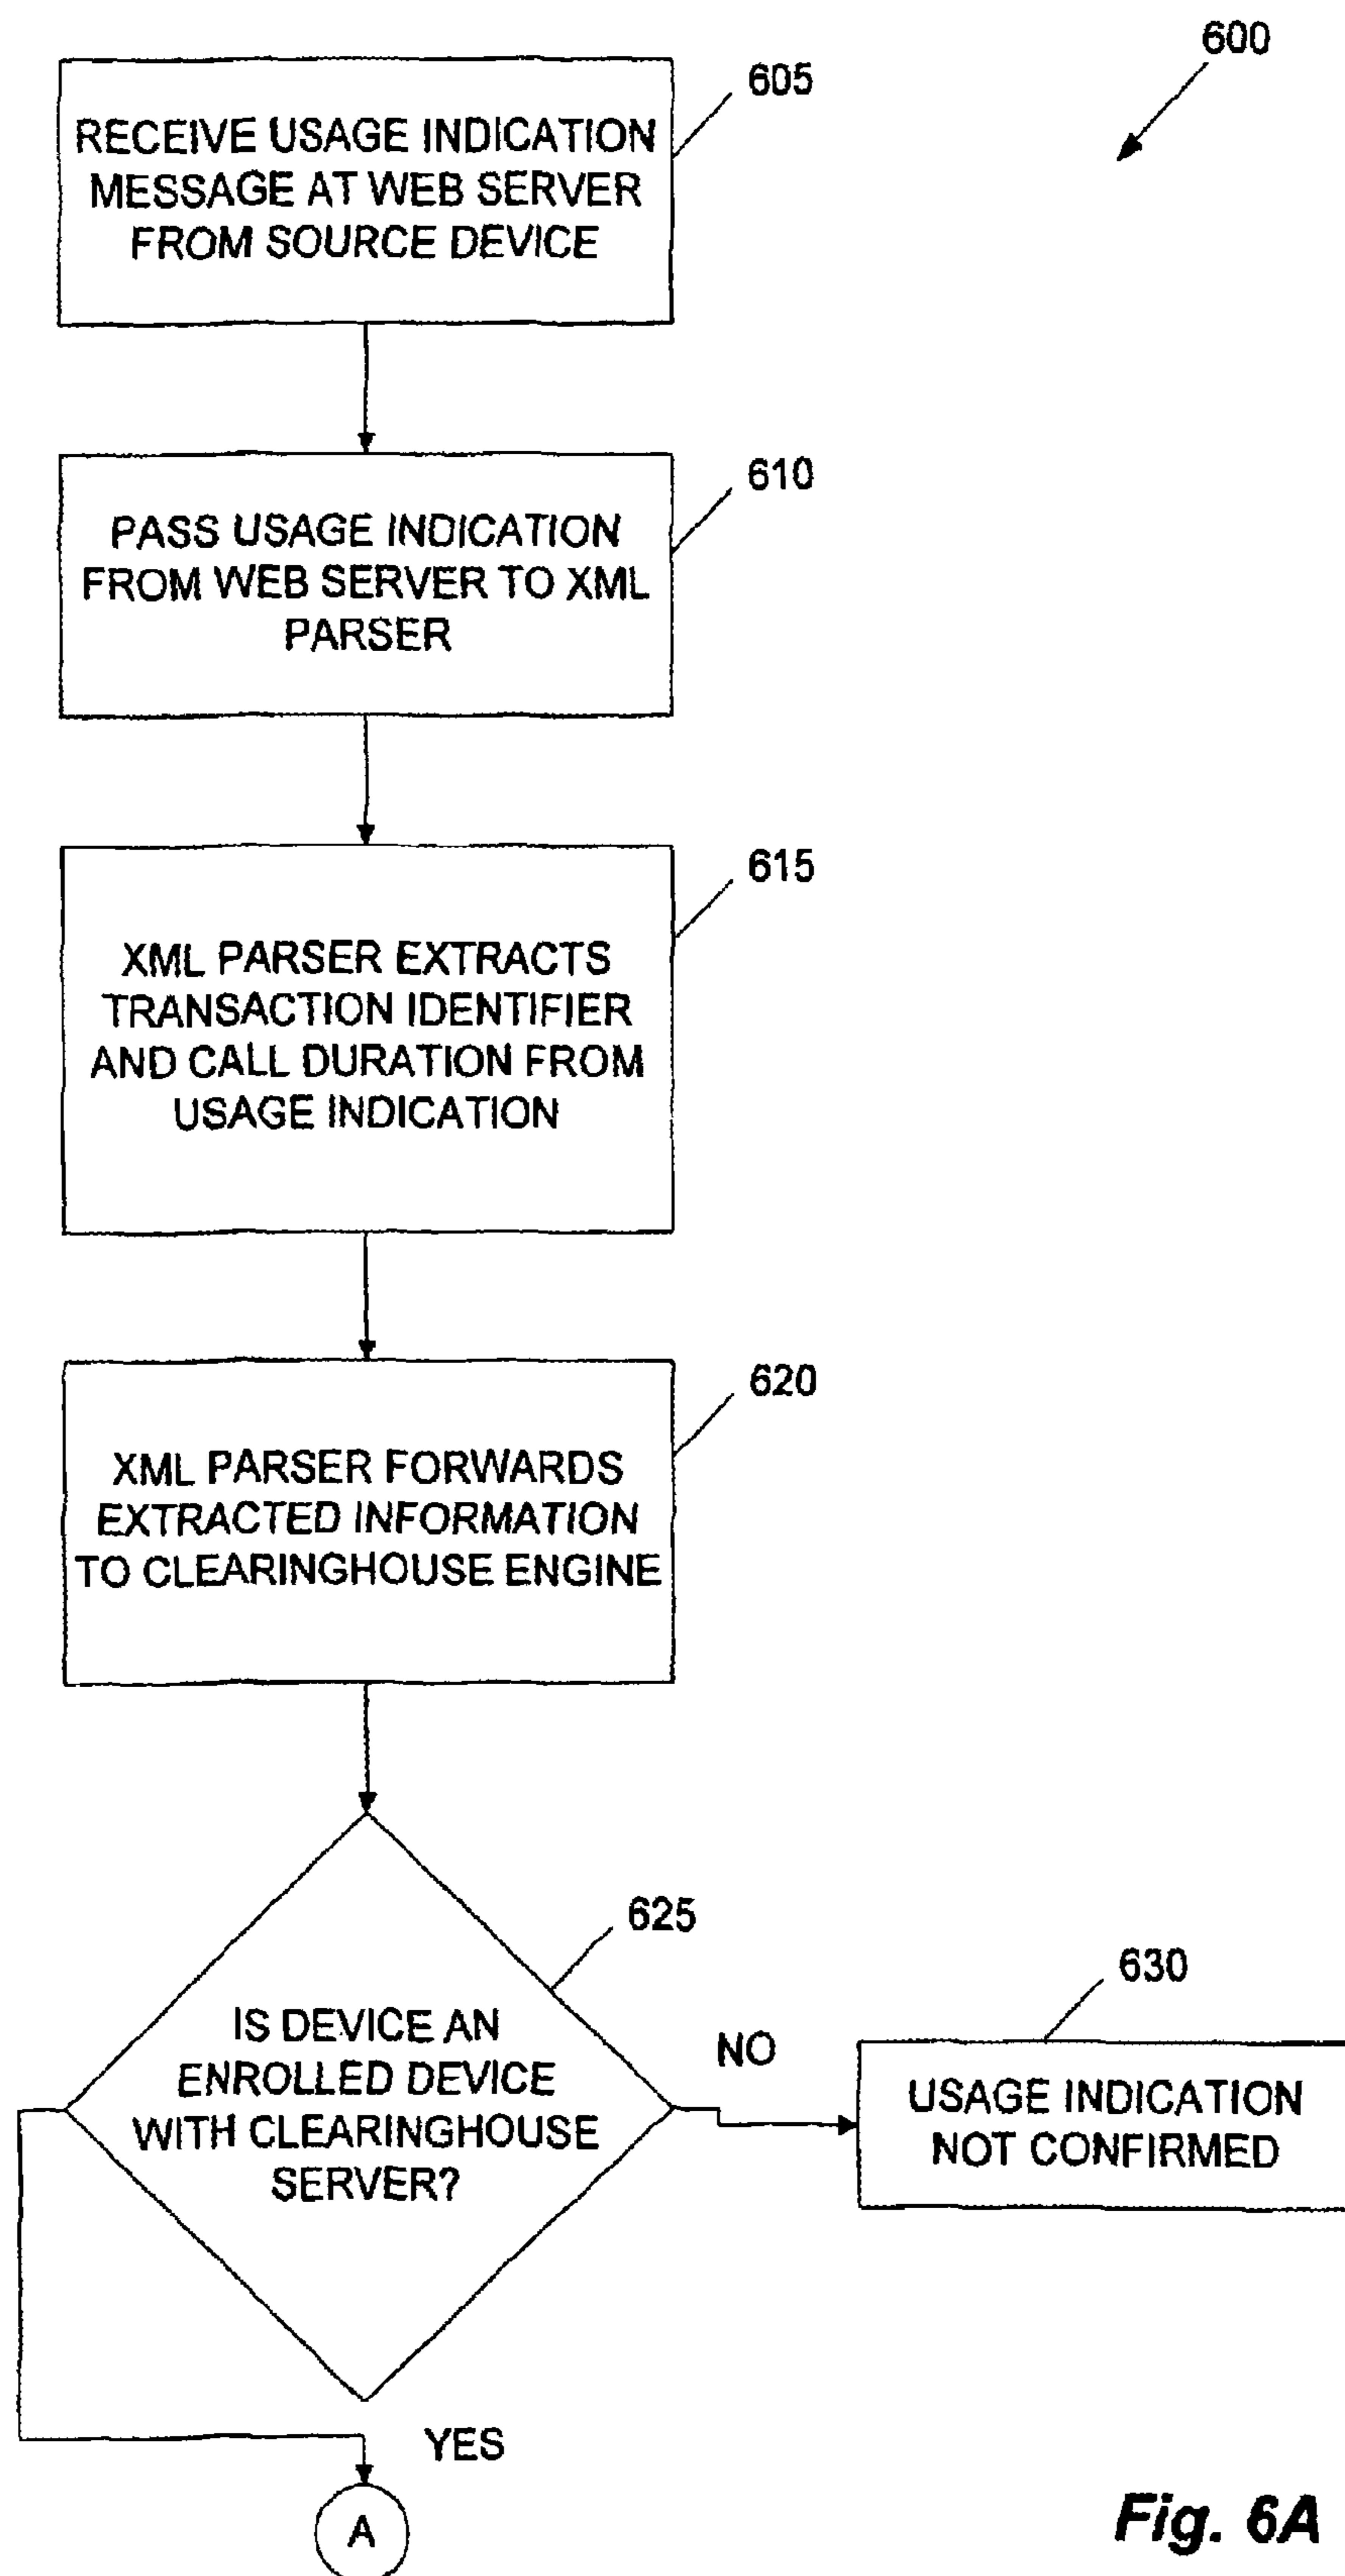 600
605
RECEIVE USAGE INDICATION
MESSAGE AT WEB SERVER
FROM SOURCE DEVICE
610
PASS USAGE INDICATION
FROM WEB SERVER TO XML
PARSER
615
XML PARSER EXTRACTS
TRANSACTION IDENTIFIER
AND CALL DURATION FROM
USAGE INDICATION
620
XML PARSER FORWARDS
EXTRACTED INFORMATION
TO CLEARINGHOUSE ENGINE
625
IS DEVICE AN
ENROLLED DEVICE
WITH CLEARINGHOUSE
SERVER?
NO
630
USAGE INDICATION
NOT CONFIRMED
YES
A
Fig. 6A